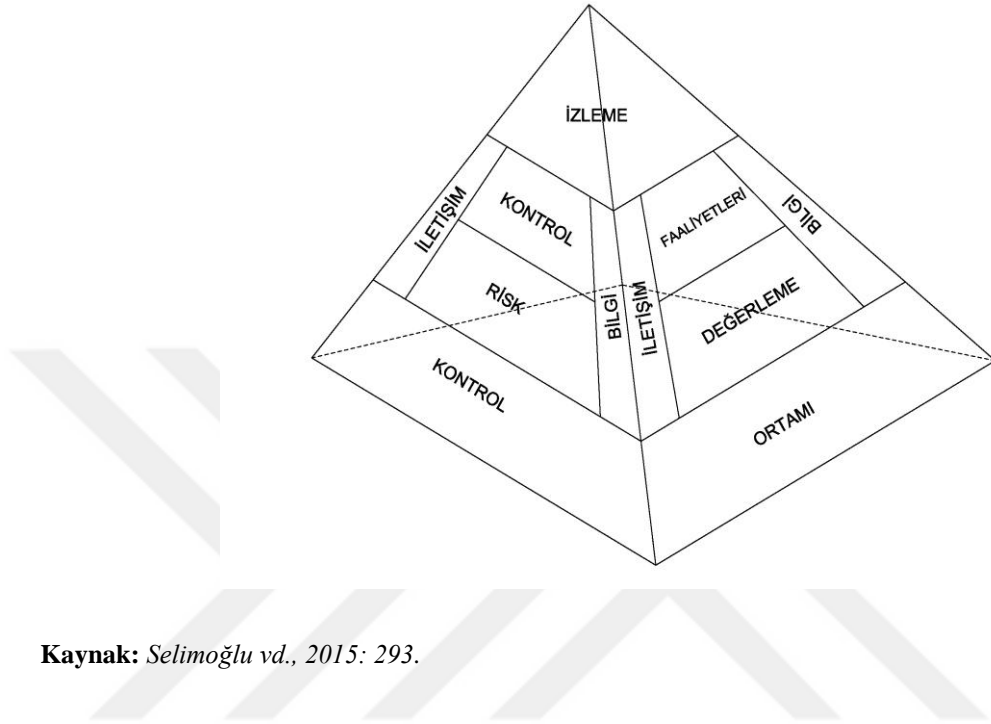 İZLEME
İLETİŞİM
KONTROL
FAALİYETLERİ
BİLGİ
RİSK
BİLGİ
İLETİŞİM
DEĞERLEME
KONTROL
ORTAMI
Kaynak: Selimoğlu vd., 2015: 293.